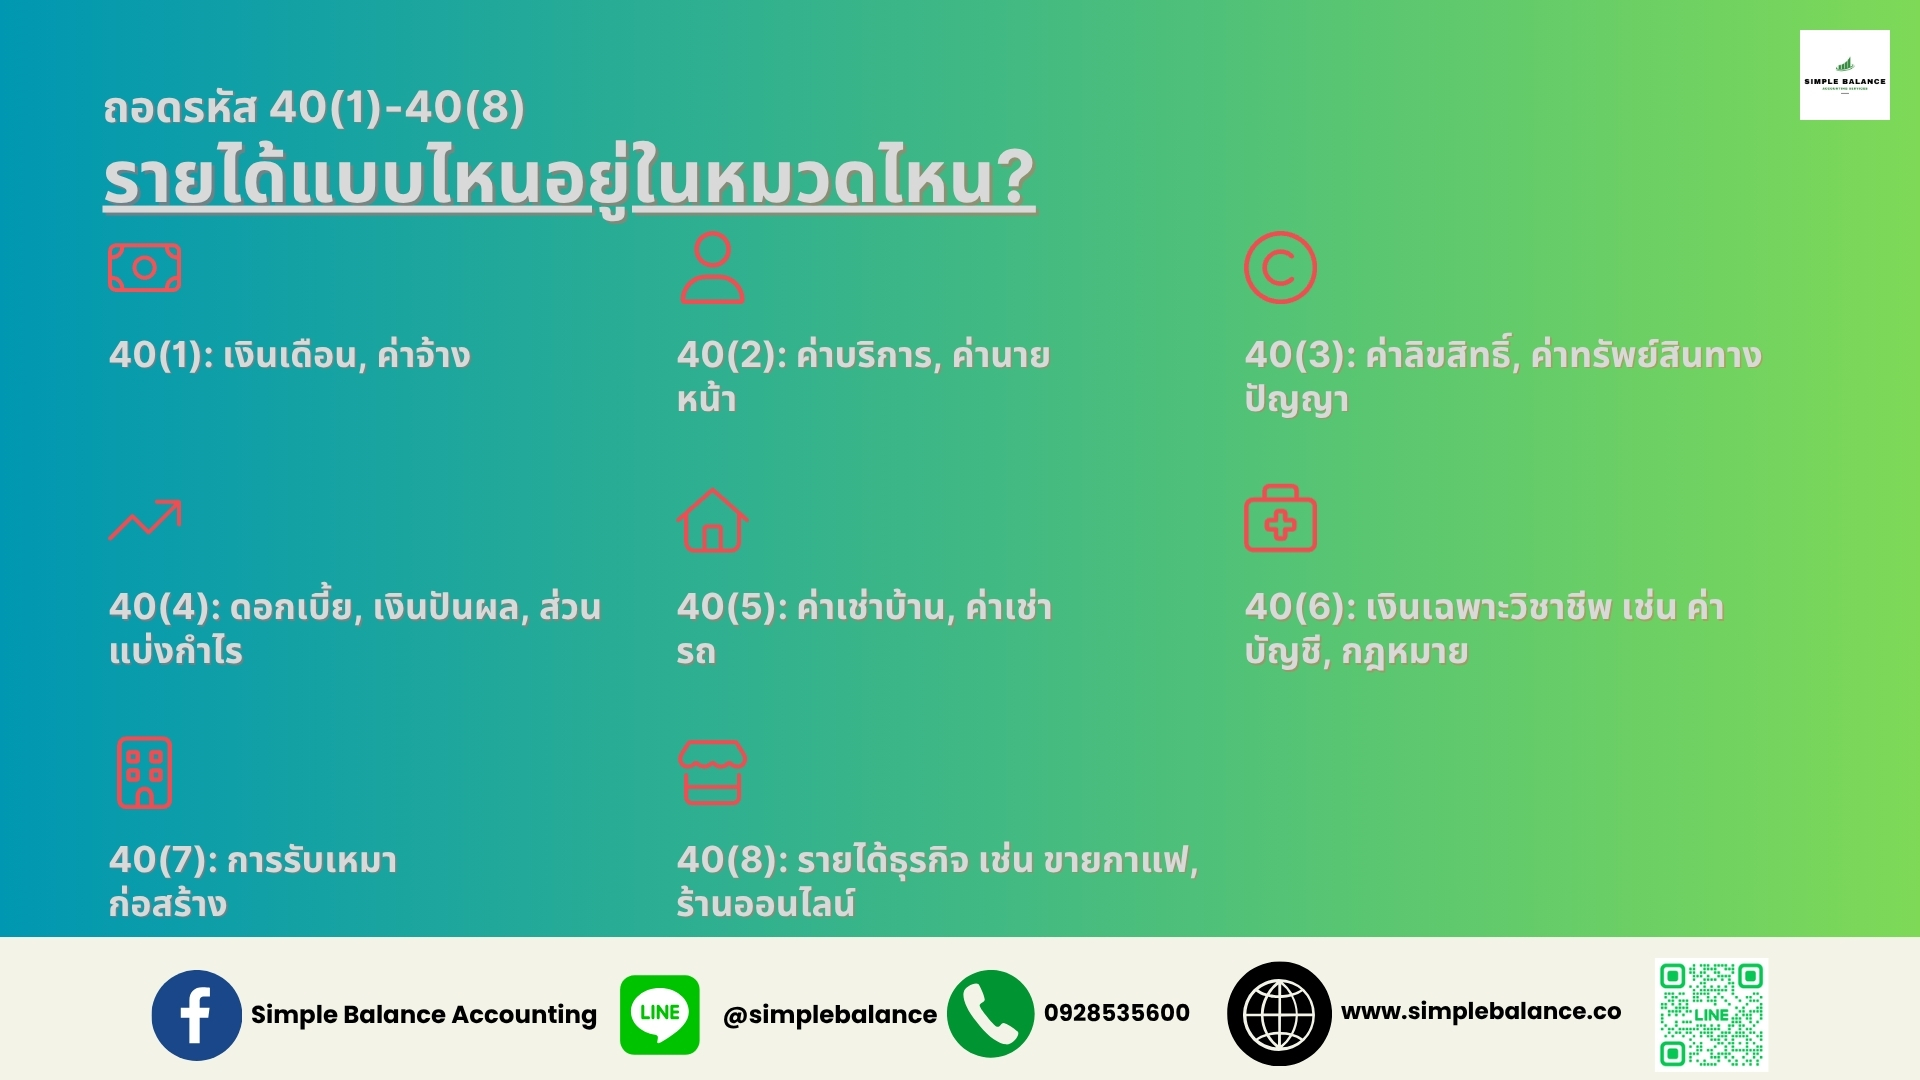 SIMPLE BALANCE
ACCOUNTING SERVICES
ถอดรหัส 40(1)-40(8)
รายได้แบบไหนอยู่ในหมวดไหน?
40(1): เงินเดือน, ค่าจ้าง
40(2): ค่าบริการ, ค่านาย
หน้า
40(3): ค่าลิขสิทธิ์, ค่าทรัพย์สินทาง
ปัญญา
40(4): ดอกเบี้ย, เงินปันผล, ส่วน
แบ่งกำไร
40(5): ค่าเช่าบ้าน, ค่าเช่า
รถ
40(6): เงินเฉพาะวิชาชีพ เช่น ค่า
บัญชี, กฎหมาย
40(7): การรับเหมา
ก่อสร้าง
40(8): รายได้ธุรกิจ เช่น ขายกาแฟ,
ร้านออนไลน์
Simple Balance Accounting
LINE
@simplebalance
0928535600
www.simplebalance.co
LINE